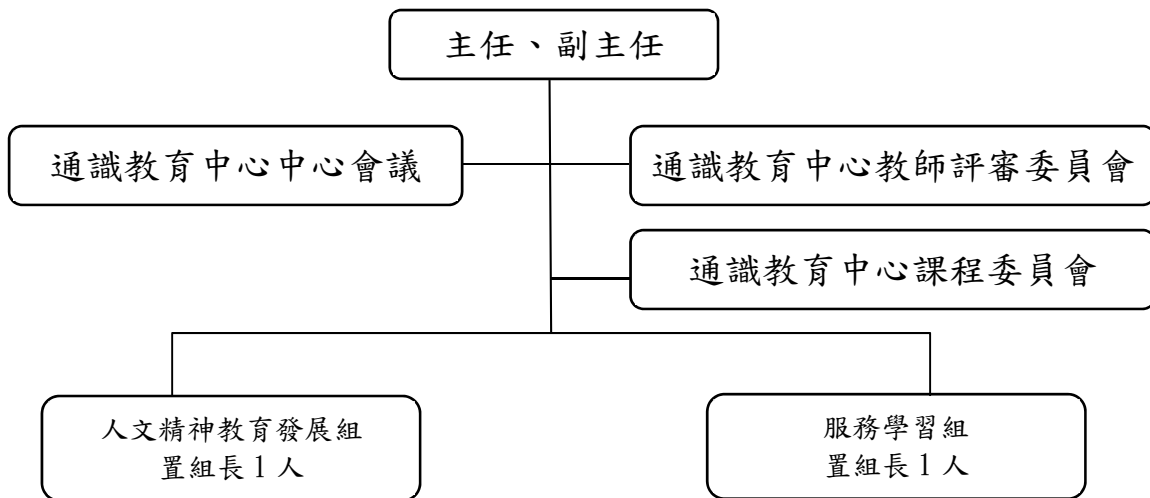 主任、副主任
通識教育中心中心會議
通識教育中心教師評審委員會
通識教育中心課程委員會
人文精神教育發展組
置組長1人
服務學習組
置組長1人